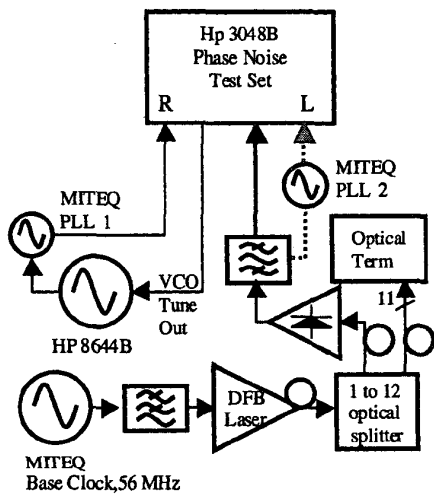 Hp 3048B
Phase Noise
Test Set
R
L
MITEQ
PLL 1
MITEQ
PLL 2
Optical
Term
11
VCO
Tune
Out
HP 8644B
DFB
Laser
1 to 12
optical
splitter
MITEQ
Base Clock,56 MHz